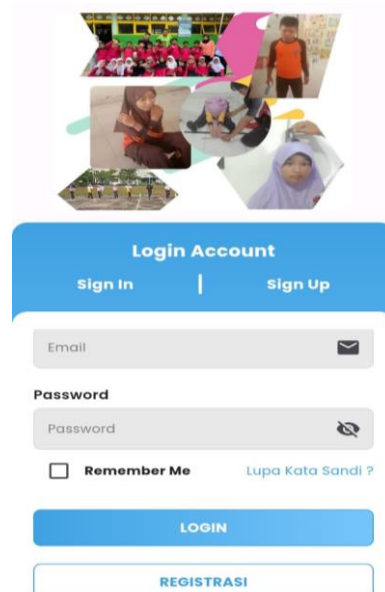 Login Account
Sign In | Sign Up
Email
Password
Password
Remember Me Lupa Kata Sandi ?
LOGIN
REGISTRASI